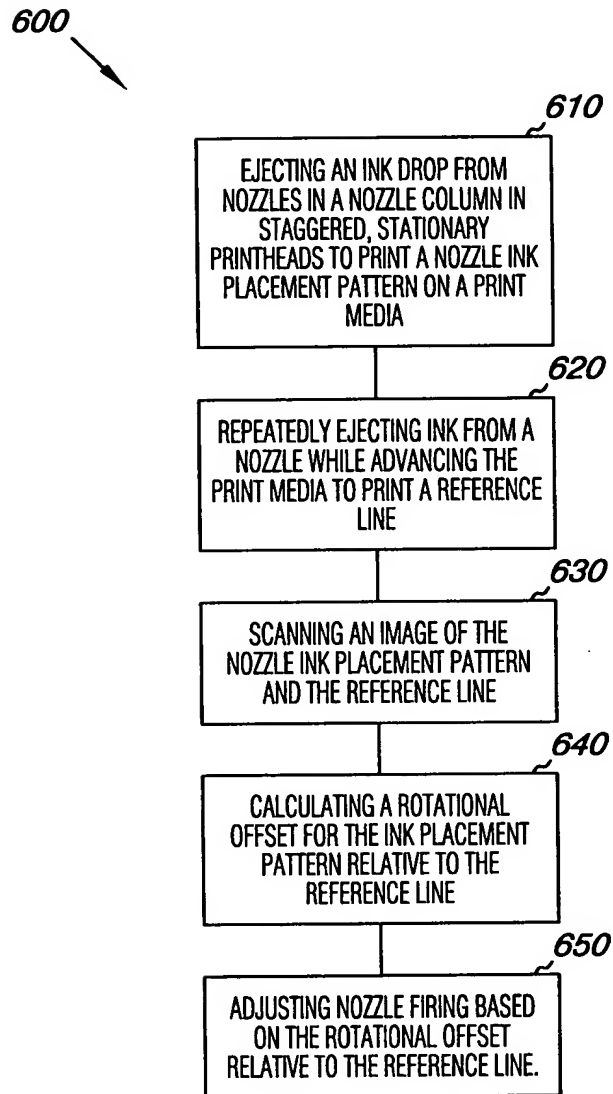 600
610
EJECTING AN INK DROP FROM
NOZZLES IN A NOZZLE COLUMN IN
STAGGERED, STATIONARY
PRINTHEADS TO PRINT A NOZZLE INK
PLACEMENT PATTERN ON A PRINT
MEDIA
620
REPEATEDLY EJECTING INK FROM A
NOZZLE WHILE ADVANCING THE
PRINT MEDIA TO PRINT A REFERENCE
LINE
630
SCANNING AN IMAGE OF THE
NOZZLE INK PLACEMENT PATTERN
AND THE REFERENCE LINE
640
CALCULATING A ROTATIONAL
OFFSET FOR THE INK PLACEMENT
PATTERN RELATIVE TO THE
REFERENCE LINE
650
ADJUSTING NOZZLE FIRING BASED
ON THE ROTATIONAL OFFSET
RELATIVE TO THE REFERENCE LINE.